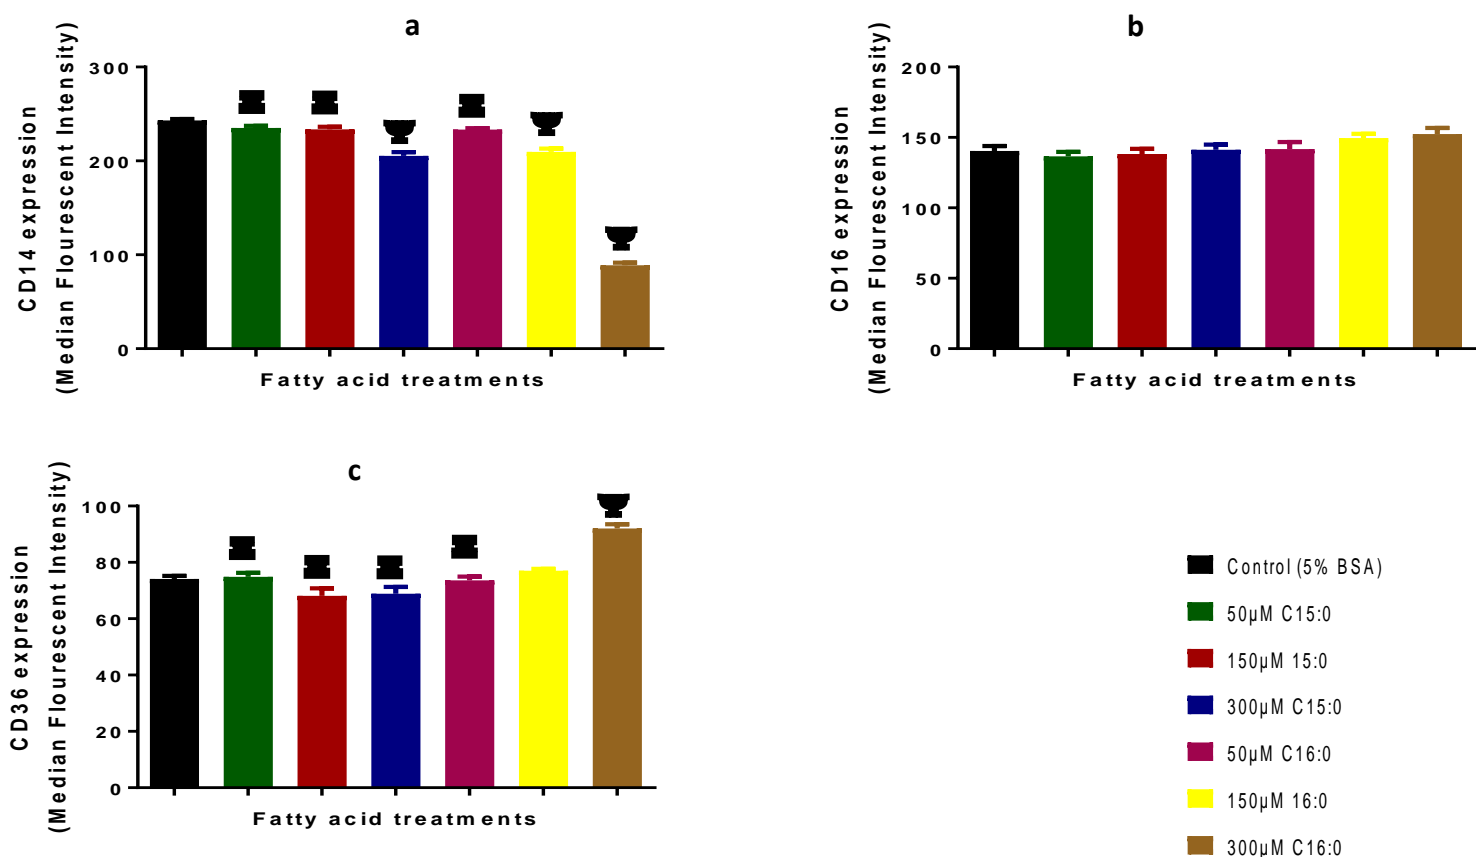 a
CD14 expression
(Median Flourescent Intensity)
300
200
100
0
Fatty acid treatments
b
CD16 expression
(Median Flourescent Intensity)
200
150
100
50
0
Fatty acid treatments
c
CD36 expression
(Median Flourescent Intensity)
100
80
60
40
20
0
Fatty acid treatments
Control (5% BSA)
50µM C15:0
150µM 15:0
300µM C15:0
50µM C16:0
150µM 16:0
300µM C16:0